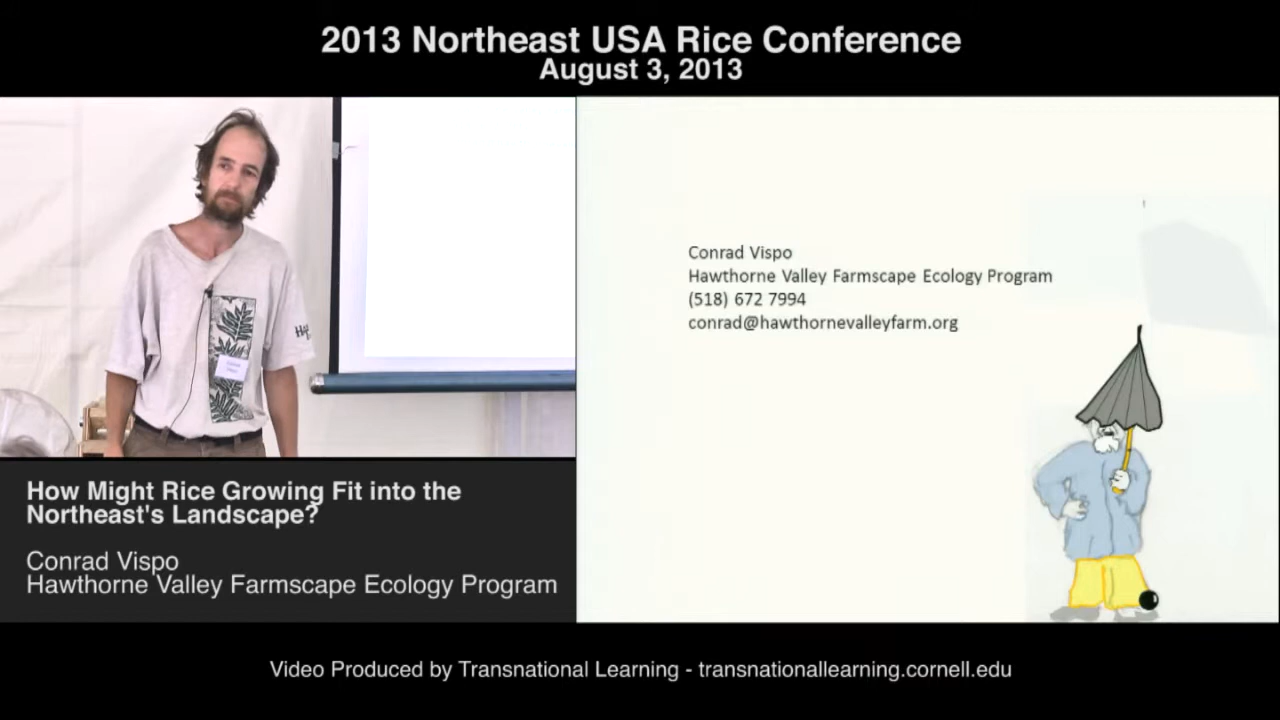 2013 Northeast USA Rice Conference
August 3, 2013
Conrad Vispo
Hawthorne Valley Farmscape Ecology Program
(518) 672 7994
conrad@hawthornevalleyfarm.org
How Might Rice Growing Fit into the
Northeast's Landscape?
Conrad Vispo
Hawthorne Valley Farmscape Ecology Program
Video Produced by Transnational Learning - transnationallearning.cornell.edu